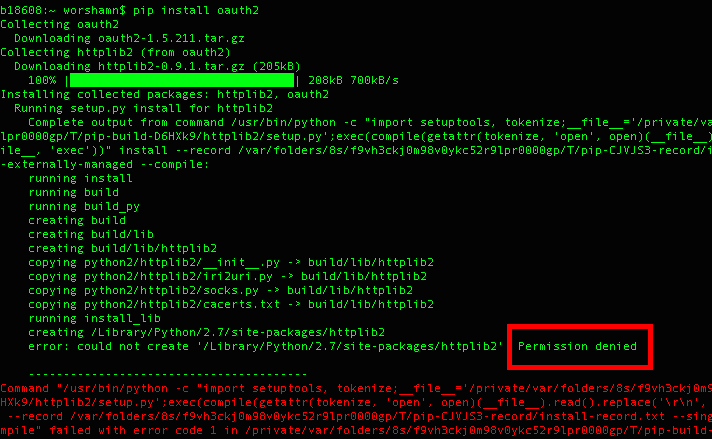 b18608:~ worshamn$ pip install oauth2
Collecting oauth2
Downloading oauth2-1.5.211.tar.gz
Collecting httplib2 (from oauth2)
Downloading httplib2-0.9.1.tar.gz (205kB)
100% | | 208kB 700kB/s
Installing collected packages: httplib2, oauth2
Running setup.py install for httplib2
Complete output from command /usr/bin/python -c "import setuptools, tokenize;__file__='/private/va
lpr0000gp/T/pip-build-D6HXk9/httplib2/setup.py';exec(compile(getattr(tokenize, 'open', open)(__file__)
ile__, 'exec'))" install --record /var/folders/8s/f9vh3ckj0m98v0ykc52r9lpr0000gp/T/pip-CJVJS3-record/i
-externally-managed --compile:
running install
running build
running build_py
creating build
creating build/lib
creating build/lib/httplib2
copying python2/httplib2/__init__.py -> build/lib/httplib2
copying python2/httplib2/iri2uri.py -> build/lib/httplib2
copying python2/httplib2/socks.py -> build/lib/httplib2
copying python2/httplib2/cacerts.txt -> build/lib/httplib2
running install_lib
creating /Library/Python/2.7/site-packages/httplib2
error: could not create '/Library/Python/2.7/site-packages/httplib2' Permission denied
----------------------------------------
Command "/usr/bin/python -c "import setuptools, tokenize;__file__='/private/var/folders/8s/f9vh3ckj0m9
HXk9/httplib2/setup.py';exec(compile(getattr(tokenize, 'open', open)(__file__).read().replace('\r\n',
--record /var/folders/8s/f9vh3ckj0m98v0ykc52r9lpr0000gp/T/pip-CJVJS3-record/install-record.txt --sing
mpile" failed with error code 1 in /private/var/folders/8s/f9vh3ckj0m98v0ykc52r9lpr0000gp/T/pip-build-